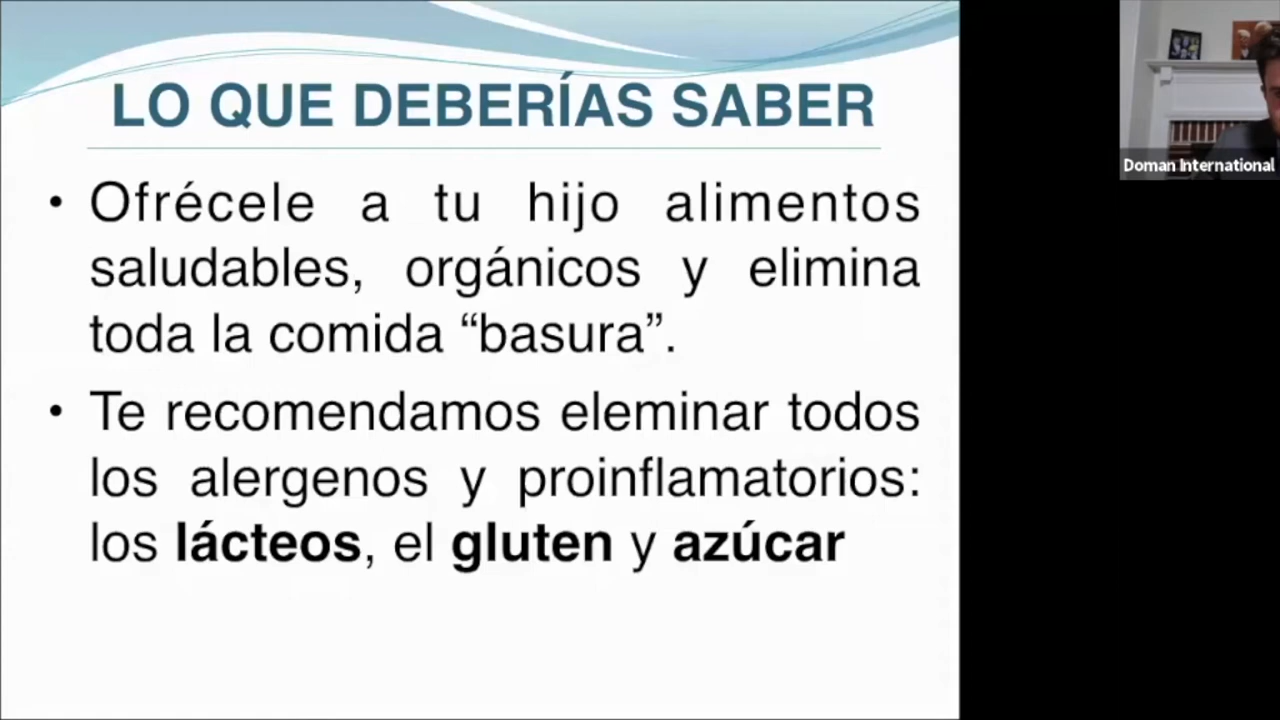 LO QUE DEBERÍAS SABER
• Ofrécele a tu hijo alimentos
saludables, orgánicos y elimina
toda la comida “basura”.
• Te recomendamos eleminar todos
los alergenos y proinflamatorios:
los lácteos, el gluten y azúcar
Doman International